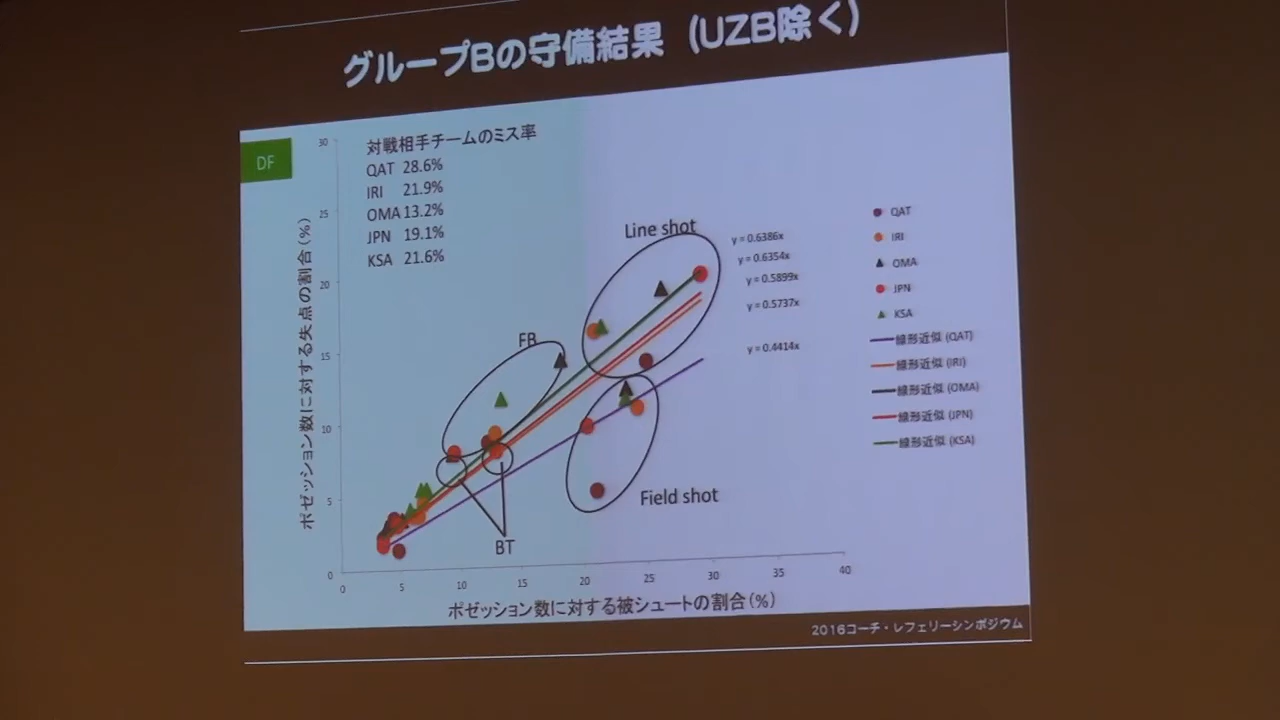 グループBの守備結果（UZB除く）
DF
対戦相手チームのミス率
QAT 28.6%
IRI 21.9%
OMA 13.2%
JPN 19.1%
KSA 21.6%
ポゼッション数に対する失点の割合(%)
30
25
20
15
10
5
0
Line shot
FB
BT
Field shot
y = 0.6386x
y = 0.6354x
y = 0.5899x
y = 0.5737x
y = 0.4414x
QAT
IRI
OMA
JPN
KSA
線形近似 (QAT)
線形近似 (IRI)
線形近似 (OMA)
線形近似 (JPN)
線形近似 (KSA)
0 5 10 15 20 25 30 35 40
ポゼッション数に対する被シュートの割合(%)
2016コーチ・レフェリーシンポジウム